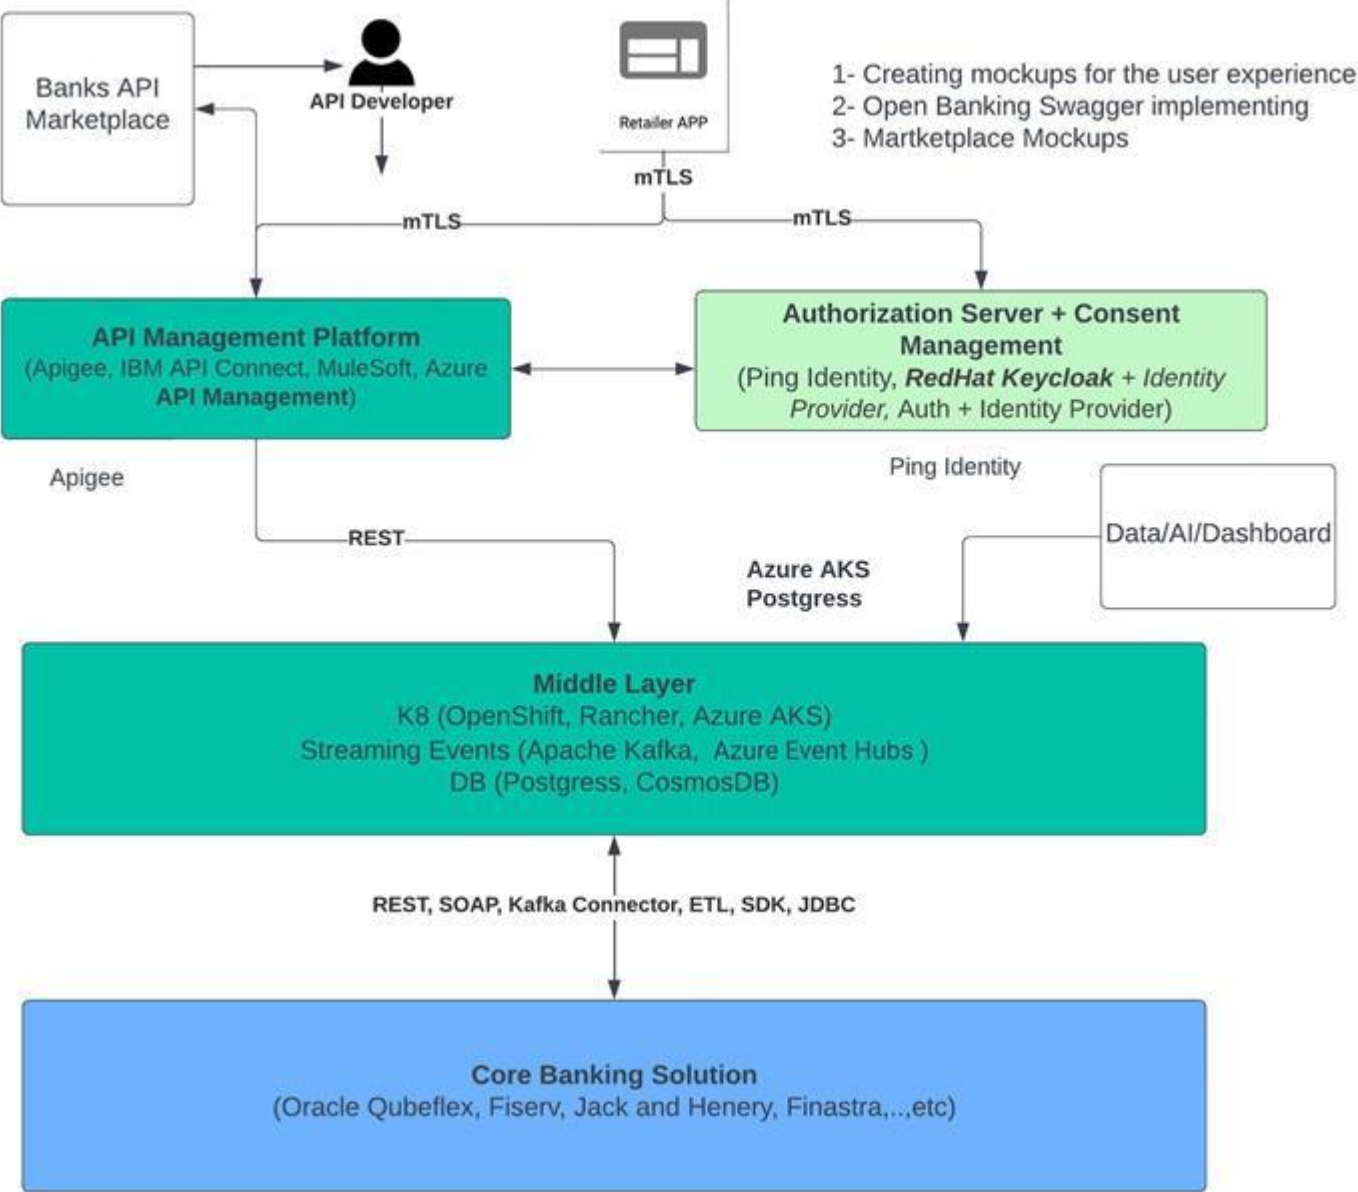 Banks API
Marketplace
API Developer
Retailer APP
1- Creating mockups for the user experience
2- Open Banking Swagger implementing
3- Martketplace Mockups
mTLS
mTLS
mTLS
API Management Platform
(Apigee, IBM API Connect, MuleSoft, Azure
API Management)
Authorization Server + Consent
Management
(Ping Identity, RedHat Keycloak + Identity
Provider, Auth + Identity Provider)
Apigee
Ping Identity
Data/AI/Dashboard
REST
Azure AKS
Postgress
Middle Layer
K8 (OpenShift, Rancher, Azure AKS)
Streaming Events (Apache Kafka, Azure Event Hubs )
DB (Postgress, CosmosDB)
REST, SOAP, Kafka Connector, ETL, SDK, JDBC
Core Banking Solution
(Oracle Qubeflex, Fiserv, Jack and Henery, Finastra,..,etc)